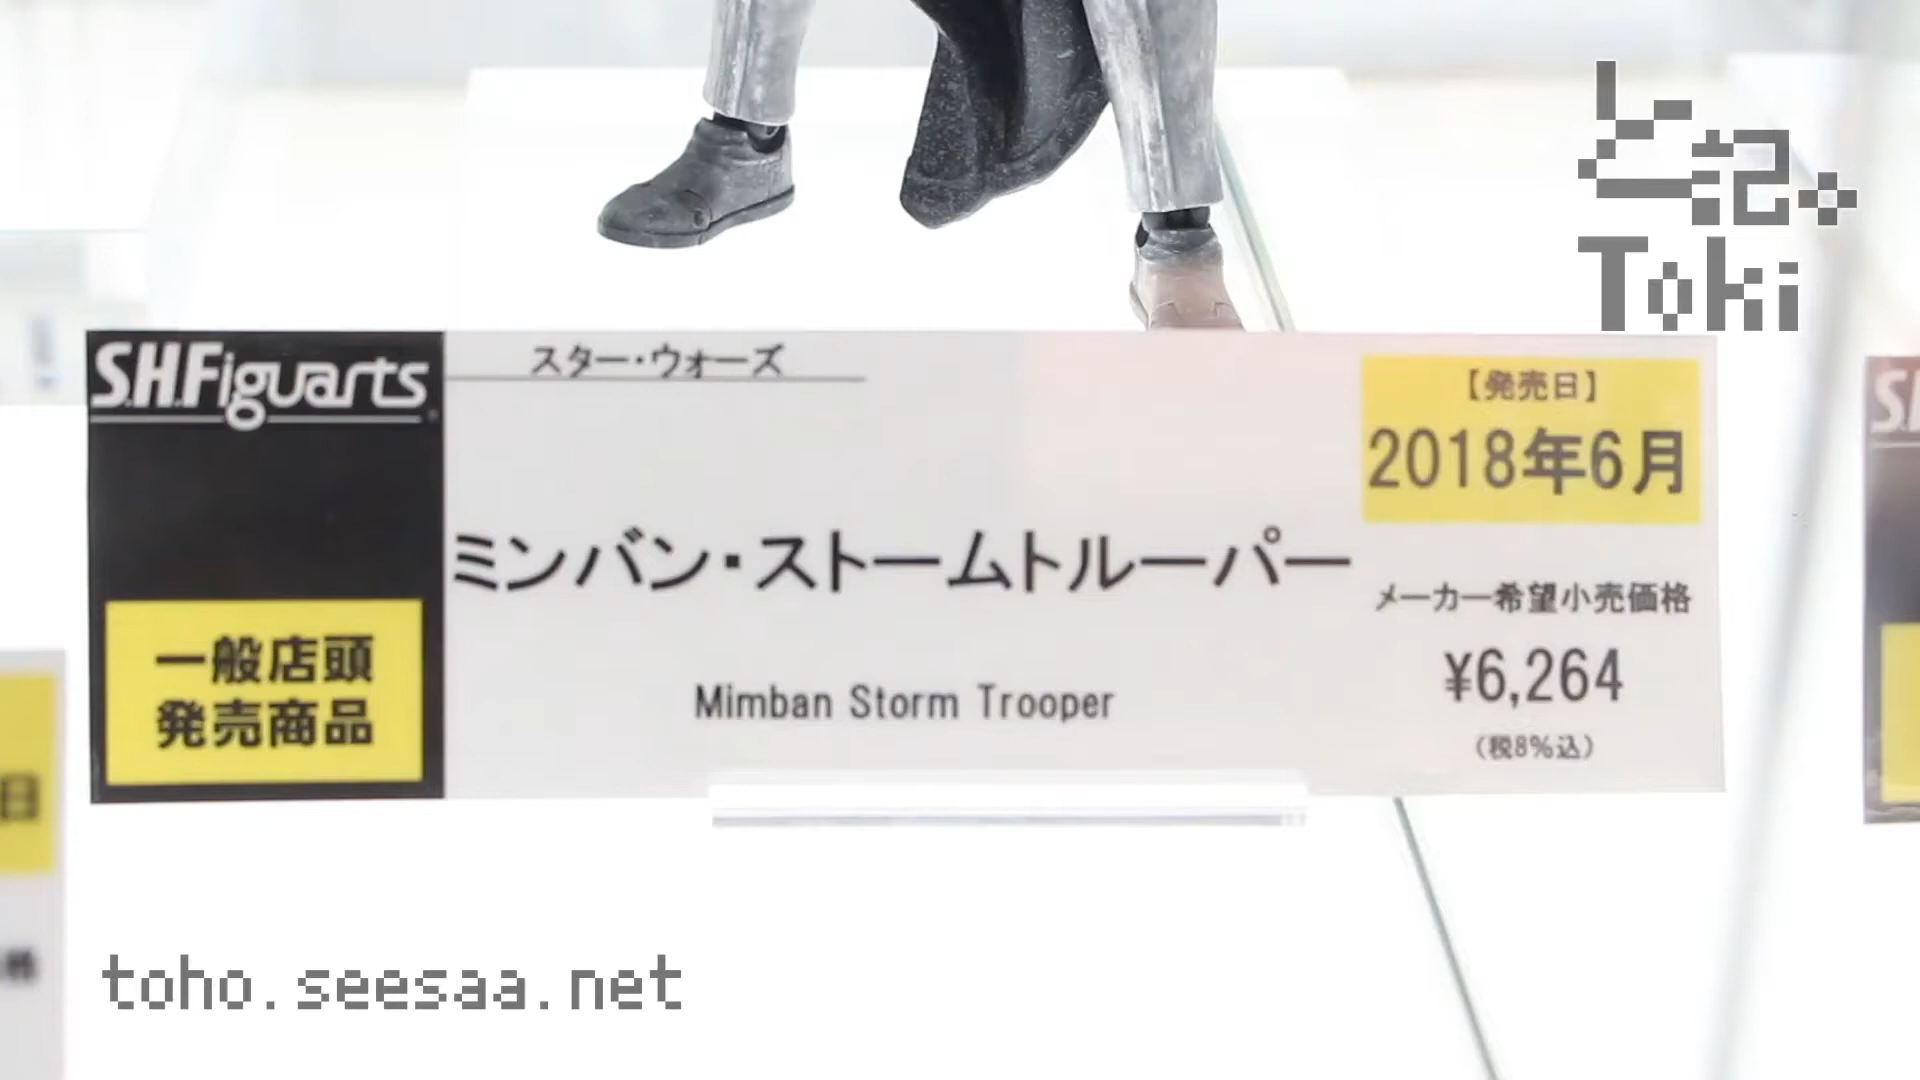 と記。
Toki
S.H.Figuarts
スター・ウォーズ
【発売日】
2018年6月
ミンバン・ストームトルーパー
メーカー希望小売価格
¥6,264
(税8%込)
Mimban Storm Trooper
一般店頭
発売商品
日
格
S.
toho.seesaa.net